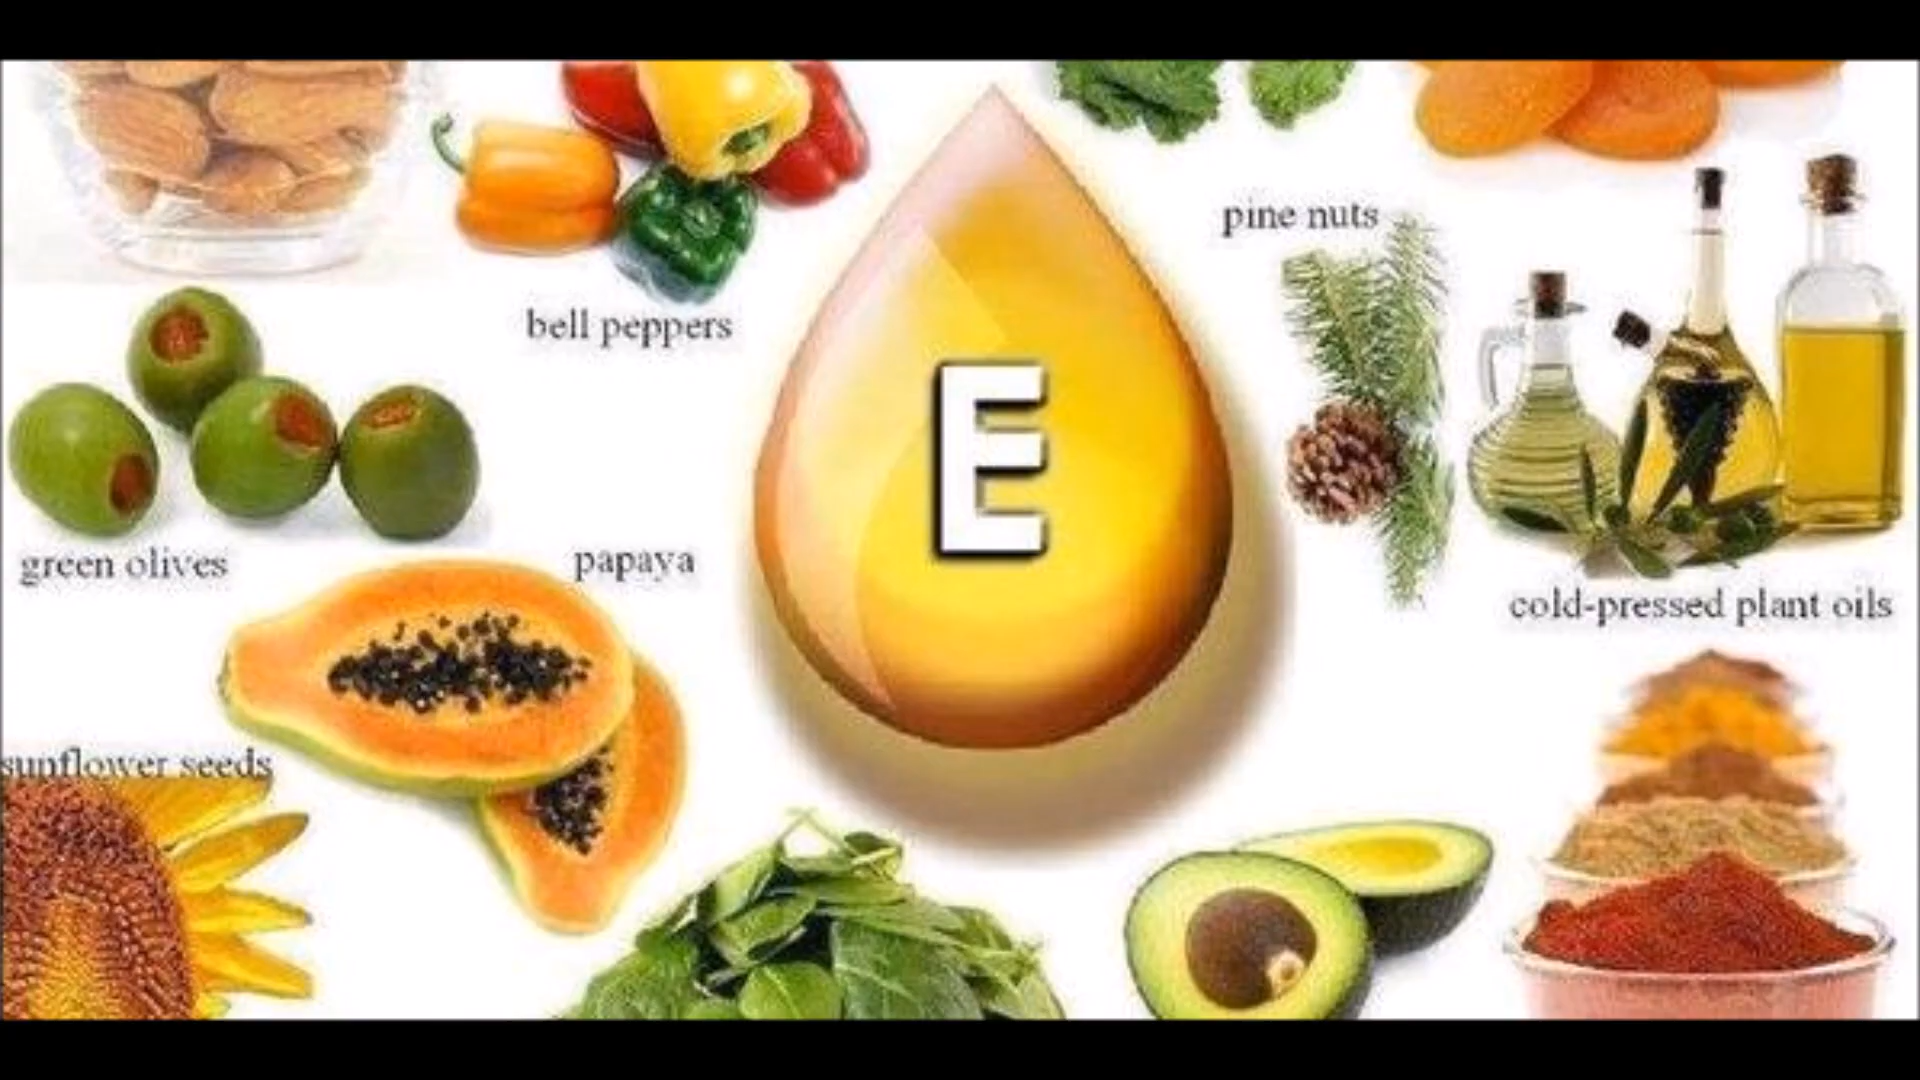 pine nuts
bell peppers
E
green olives
papaya
cold-pressed plant oils
sunflower seeds